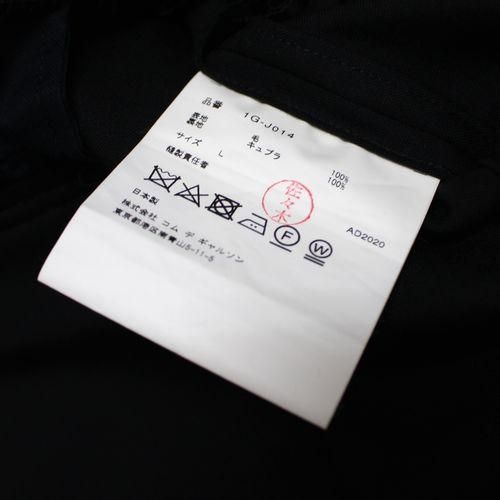 品番 1G-J014
表地 毛 100%
裏地 キュプラ 100%
サイズ L
縫製責任者 佐々木
日本製 AD2020
株式会社 コム デ ギャルソン
東京都港区南青山5-11-5
F W